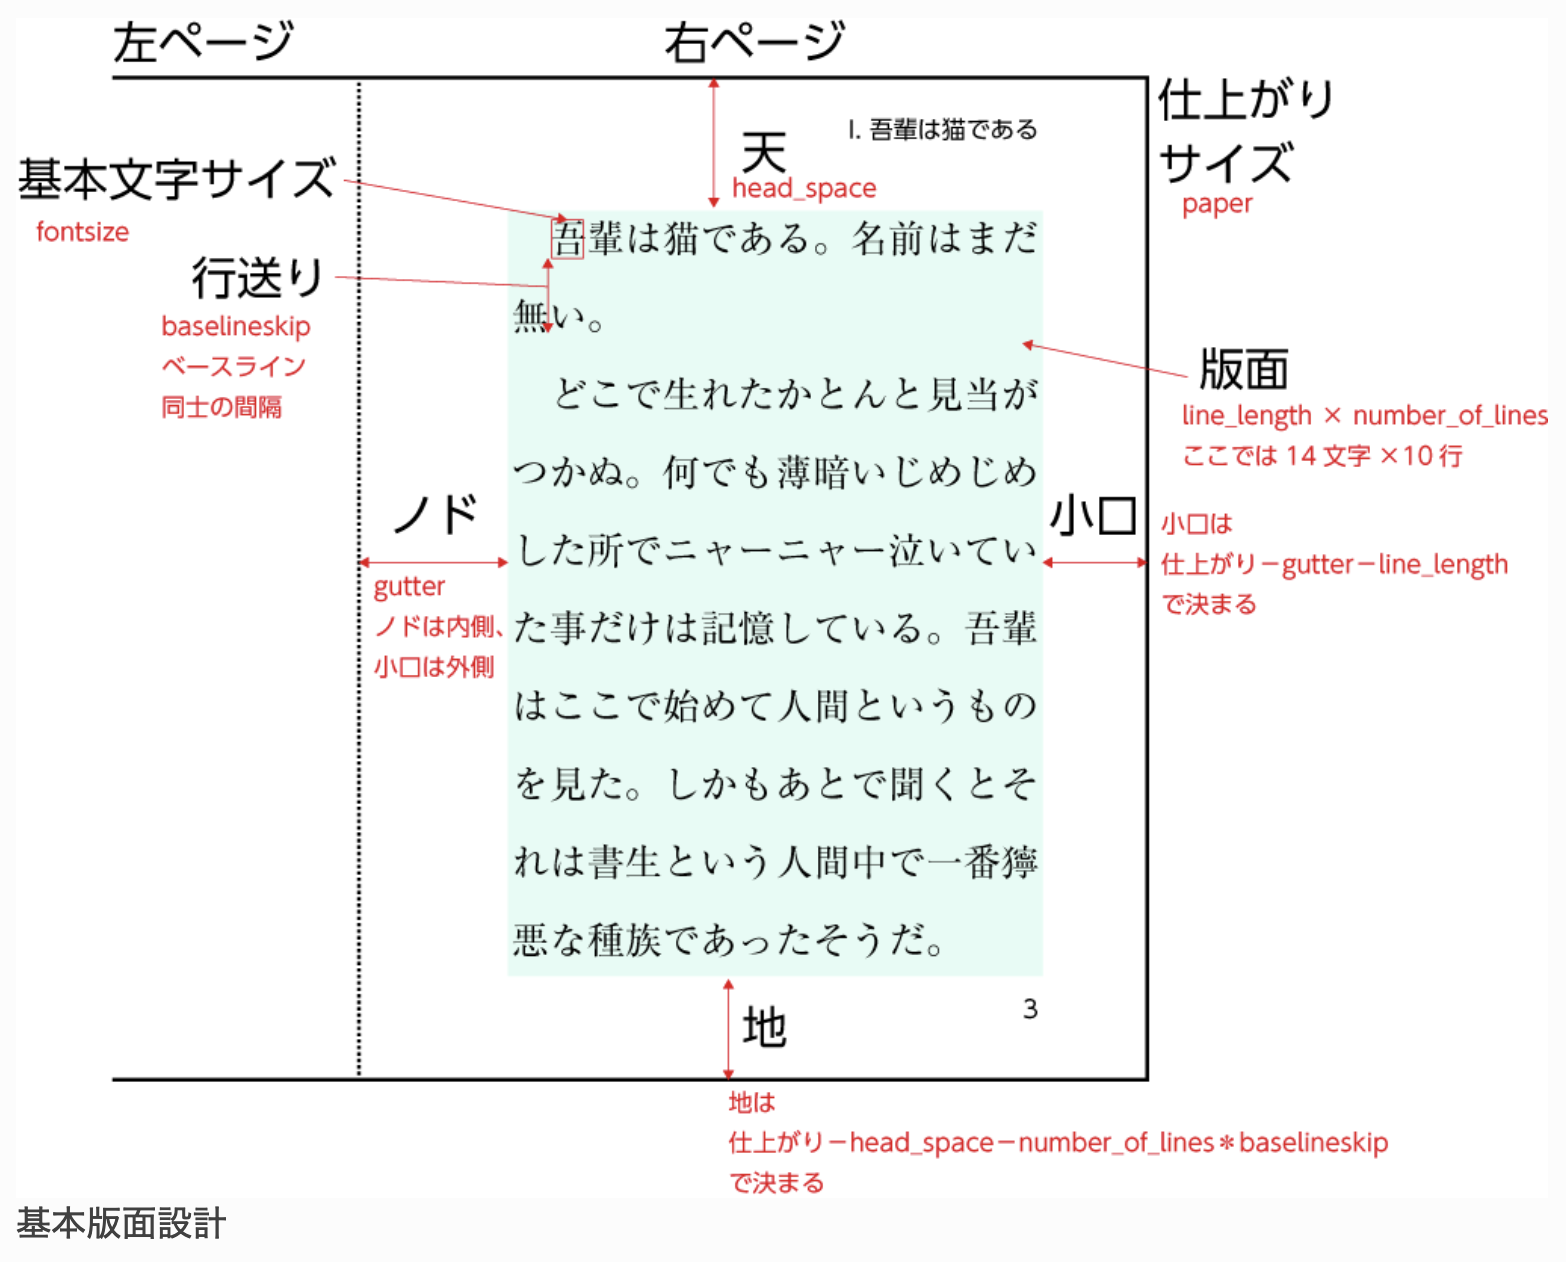 左ページ
右ページ
仕上がり
サイズ
paper
I. 吾輩は猫である
天
head_space
基本文字サイズ
fontsize
行送り
baselineskip
ベースライン
同士の間隔
吾輩は猫である。名前はまだ
無い。
どこで生れたかとんと見当が
つかぬ。何でも薄暗いじめじめ
した所でニャーニャー泣いてい
た事だけは記憶している。吾輩
はここで始めて人間というもの
を見た。しかもあとで聞くとそ
れは書生という人間中で一番獰
悪な種族であったそうだ。
版面
line_length × number_of_lines
ここでは 14 文字 ×10 行
ノド
gutter
ノドは内側、
小口は外側
小口
小口は
仕上がり－gutter－line_length
で決まる
3
地
地は
仕上がり－head_space－number_of_lines＊baselineskip
で決まる
基本版面設計